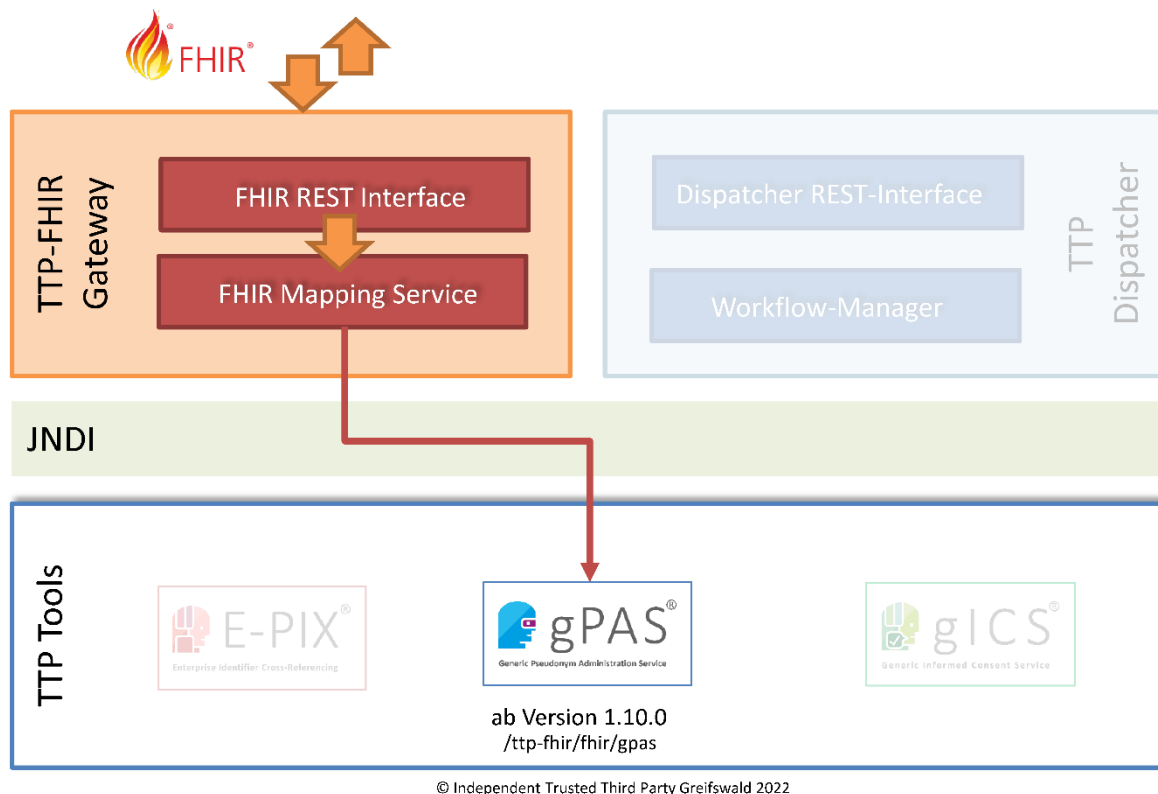 FHIR®
TTP-FHIR
Gateway
FHIR REST Interface
FHIR Mapping Service
Dispatcher REST-Interface
Workflow-Manager
TTP
Dispatcher
JNDI
TTP Tools
E-PIX®
Enterprise Identifier Cross-Referencing
gPAS®
Generic Pseudonym Administration Service
gICS®
Generic Informed Consent Service
ab Version 1.10.0
/ttp-fhir/fhir/gpas
© Independent Trusted Third Party Greifswald 2022